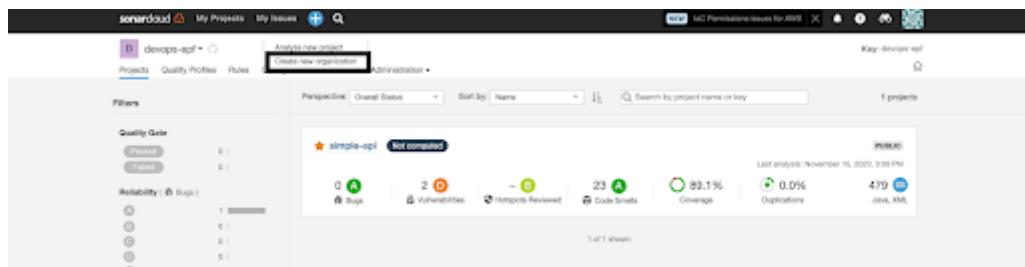 sonarcloud My Projects My Issues NEW IaC Permissions Issues for AWS
D devops-apf Analyze new project Key: devops-apf
Create new organization
Projects Quality Profiles Rules Administration
Filters Perspective: Overall Status Sort by: Name Search by project name or key 1 projects
Quality Gate
Passed 0
Failed 0
simple-api Not computed PUBLIC
Last analysis: November 15, 2020, 3:09 PM
Reliability ( Bugs )
0 A 2 D – B 23 A 89.1% 0.0% 479
Bugs Vulnerabilities Hotspots Reviewed Code Smells Coverage Duplications Java, XML
1
0
0
0
1 of 1 shown